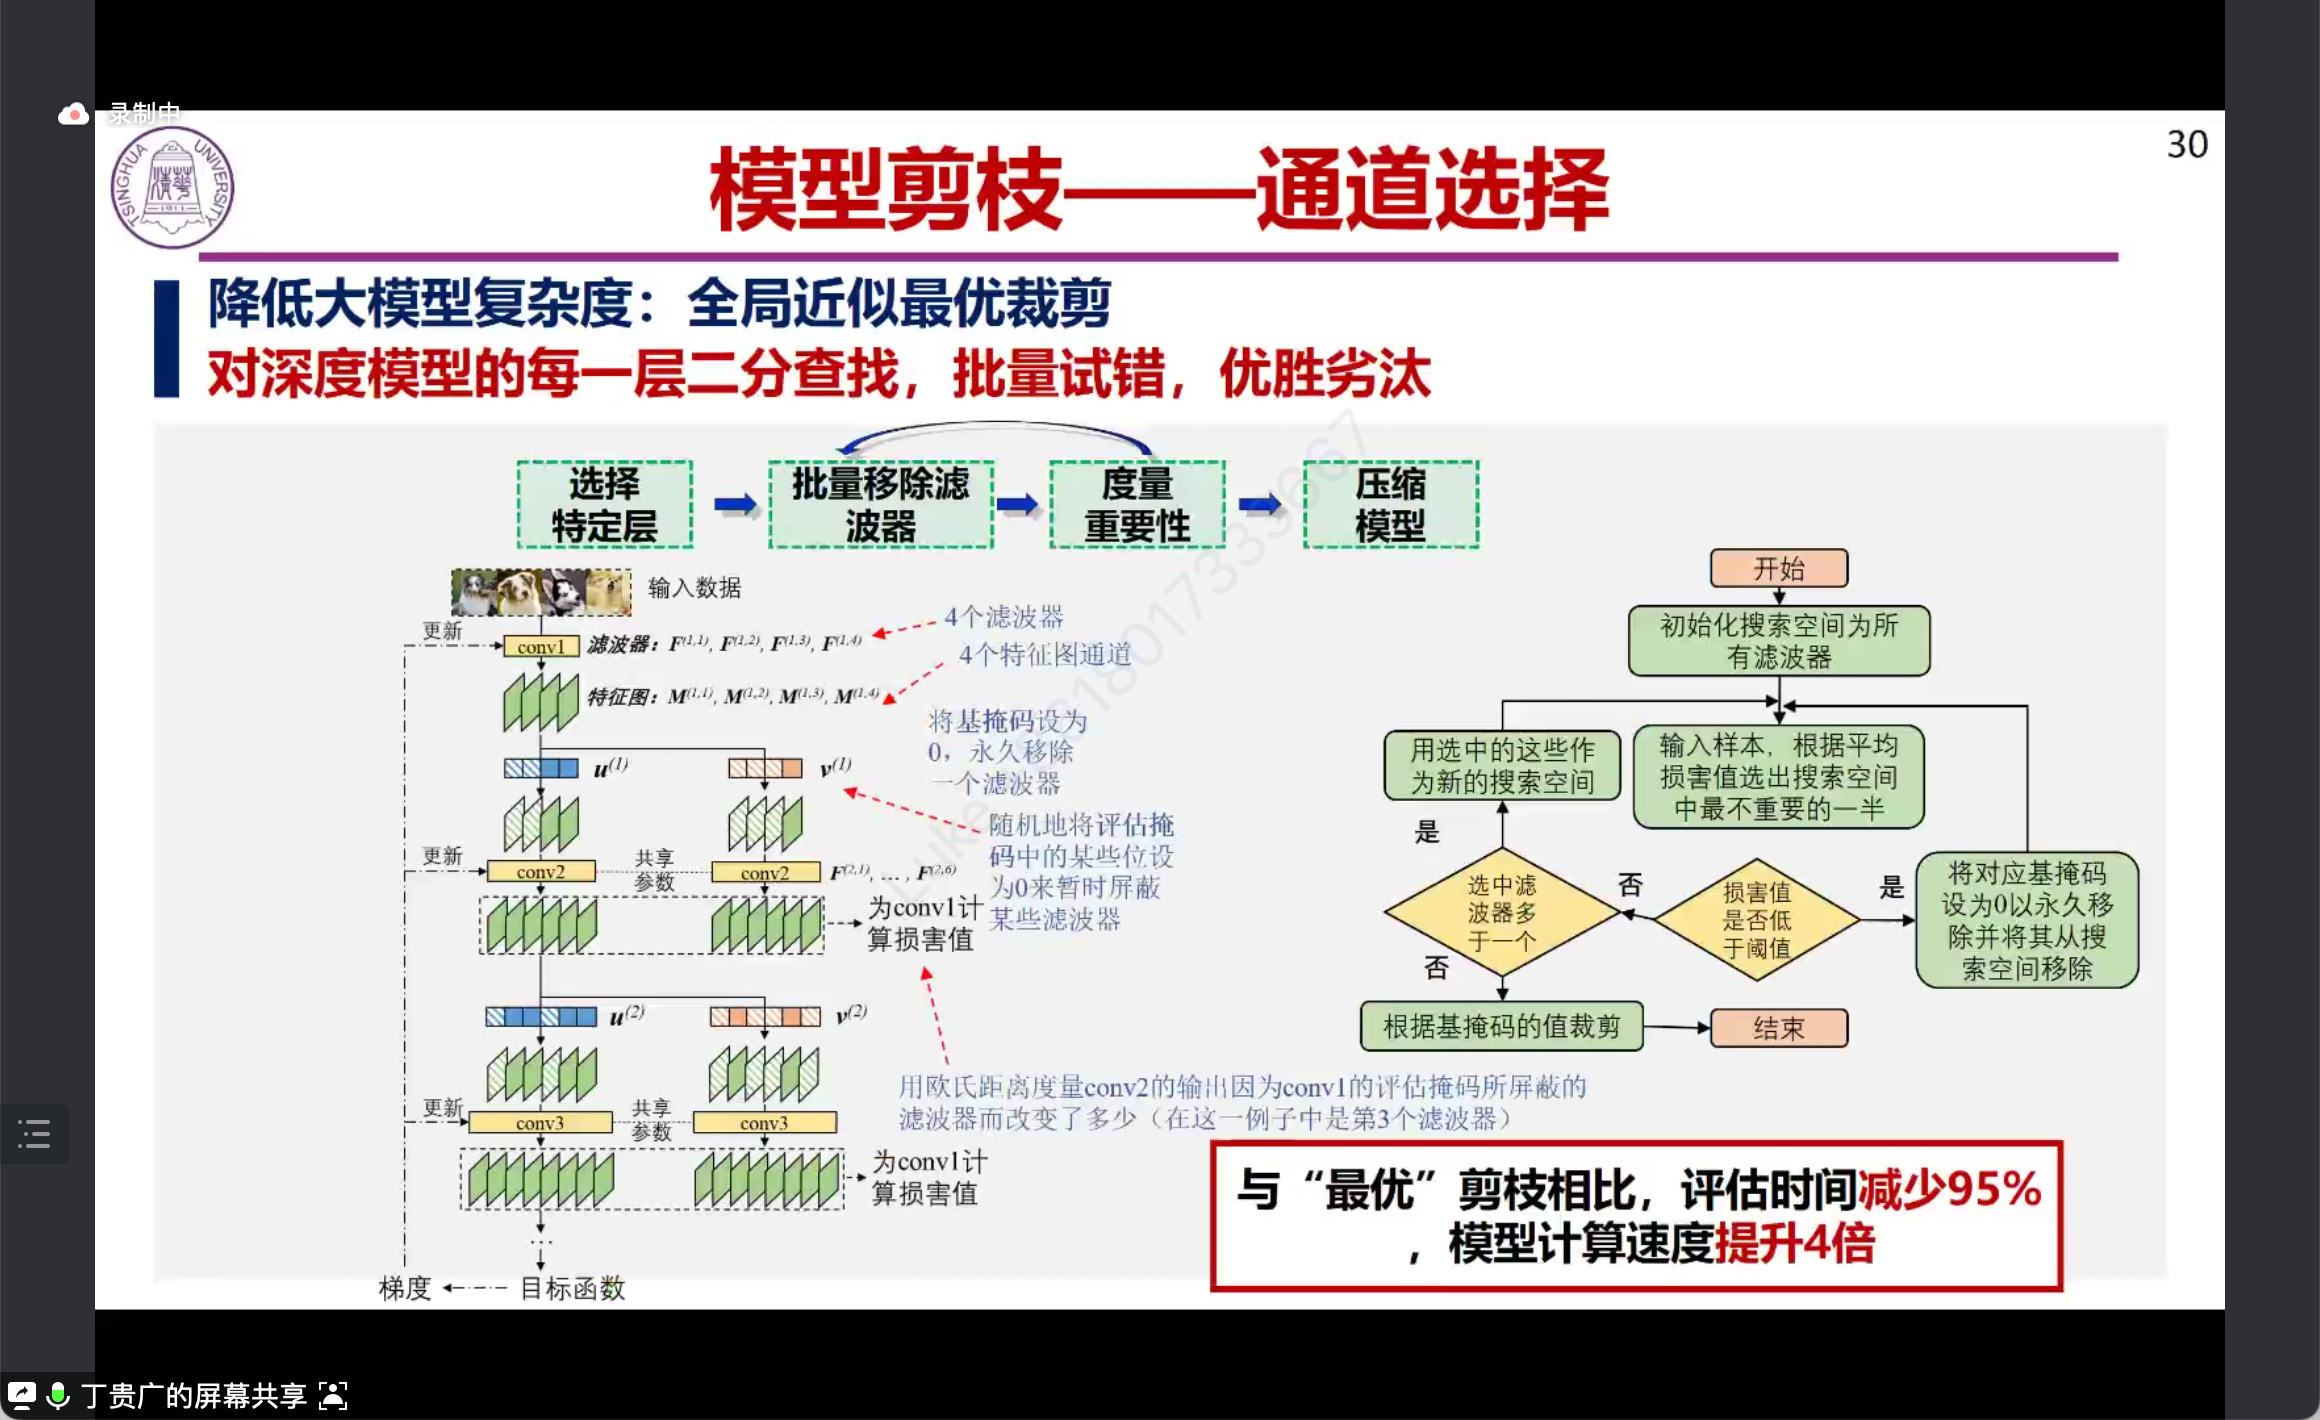 录制中
TSINGHUA UNIVERSITY
1911
30
模型剪枝——通道选择
降低大模型复杂度：全局近似最优裁剪
对深度模型的每一层二分查找，批量试错，优胜劣汰
选择
特定层
批量移除滤
波器
度量
重要性
压缩
模型
输入数据
更新
conv1
滤波器：F(1,1), F(1,2), F(1,3), F(1,4)
4个滤波器
4个特征图通道
特征图：M(1,1), M(1,2), M(1,3), M(1,4)
将基掩码设为
0，永久移除
一个滤波器
u(1)
v(1)
随机地将评估掩
码中的某些位设
为0来暂时屏蔽
某些滤波器
更新
conv2
共享
参数
conv2
F(2,1), …, F(2,6)
为conv1计
算损害值
u(2)
v(2)
用欧氏距离度量conv2的输出因为conv1的评估掩码所屏蔽的
滤波器而改变了多少（在这一例子中是第3个滤波器）
更新
conv3
共享
参数
conv3
为conv1计
算损害值
…
梯度
目标函数
开始
初始化搜索空间为所
有滤波器
用选中的这些作
为新的搜索空间
输入样本，根据平均
损害值选出搜索空间
中最不重要的一半
是
选中滤
波器多
于一个
否
损害值
是否低
于阈值
是
将对应基掩码
设为0以永久移
除并将其从搜
索空间移除
否
根据基掩码的值裁剪
结束
与“最优”剪枝相比，评估时间减少95%
，模型计算速度提升4倍
丁贵广的屏幕共享